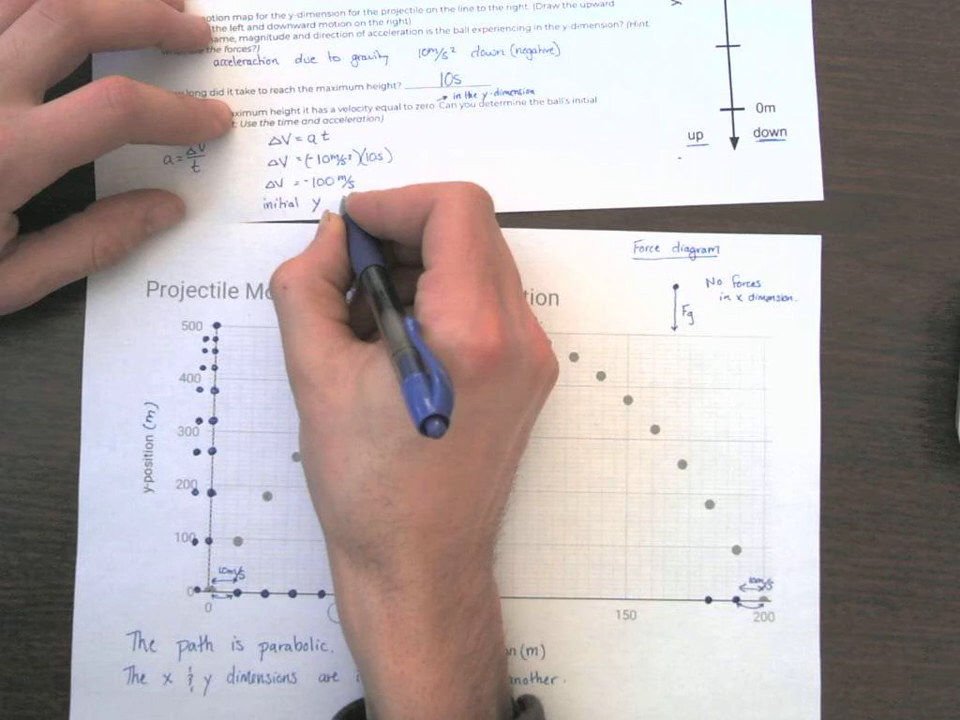 motion map for the y-dimension for the projectile on the line to the right. (Draw the upward
the left and downward motion on the right)
name, magnitude and direction of acceleration is the ball experiencing in the y-dimension? (Hint:
the forces?)
acceleraction due to gravity 10m/s² down (negative)
long did it take to reach the maximum height? 10s
→ in the y-dimension
maximum height it has a velocity equal to zero. Can you determine the ball's initial
Use the time and acceleration)
a = ΔV/t
ΔV = a t
ΔV = (-10m/s²)(10s)
ΔV = -100 m/s
initial y
0m
up down
Force diagram
No forces
in x dimension.
Fg
Projectile Mo
tion
500
400
300
200
100
0
y-position (m)
10m/s
10m/s
0 150 200
n (m)
The path is parabolic.
The x & y dimensions are
another.